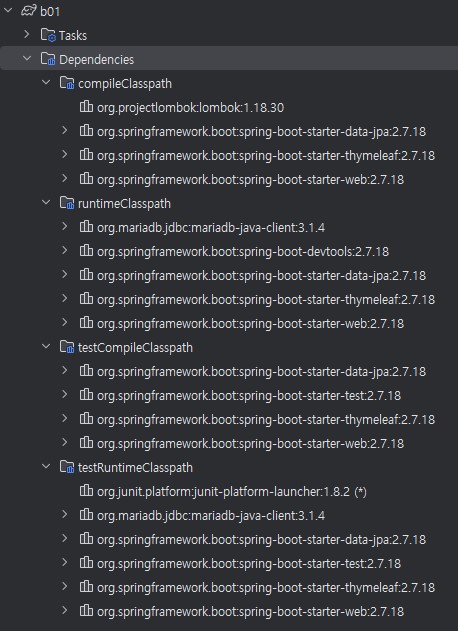 b01
Tasks
Dependencies
compileClasspath
org.projectlombok:lombok:1.18.30
org.springframework.boot:spring-boot-starter-data-jpa:2.7.18
org.springframework.boot:spring-boot-starter-thymeleaf:2.7.18
org.springframework.boot:spring-boot-starter-web:2.7.18
runtimeClasspath
org.mariadb.jdbc:mariadb-java-client:3.1.4
org.springframework.boot:spring-boot-devtools:2.7.18
org.springframework.boot:spring-boot-starter-data-jpa:2.7.18
org.springframework.boot:spring-boot-starter-thymeleaf:2.7.18
org.springframework.boot:spring-boot-starter-web:2.7.18
testCompileClasspath
org.springframework.boot:spring-boot-starter-data-jpa:2.7.18
org.springframework.boot:spring-boot-starter-test:2.7.18
org.springframework.boot:spring-boot-starter-thymeleaf:2.7.18
org.springframework.boot:spring-boot-starter-web:2.7.18
testRuntimeClasspath
org.junit.platform:junit-platform-launcher:1.8.2 (*)
org.mariadb.jdbc:mariadb-java-client:3.1.4
org.springframework.boot:spring-boot-starter-data-jpa:2.7.18
org.springframework.boot:spring-boot-starter-test:2.7.18
org.springframework.boot:spring-boot-starter-thymeleaf:2.7.18
org.springframework.boot:spring-boot-starter-web:2.7.18